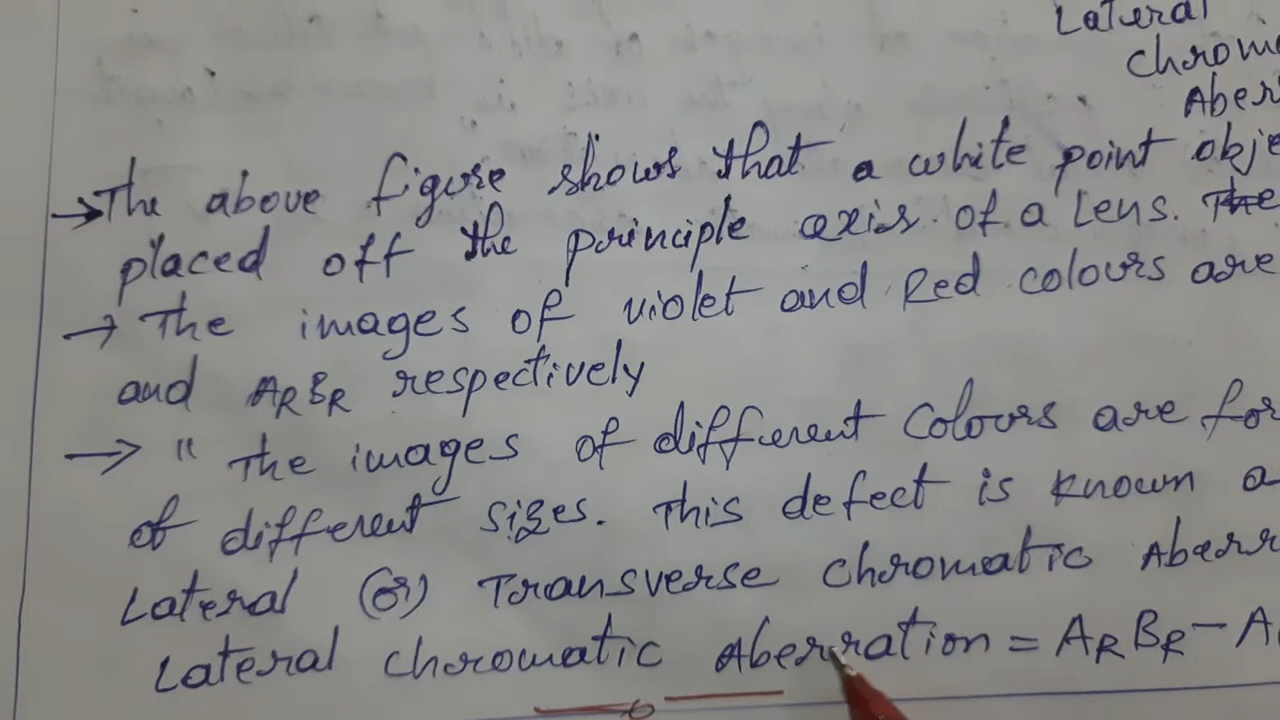 Lateral
chrom
Aber
→ The above figure shows that a white point obje
placed off the principle axis of a Lens. The
→ The images of violet and Red colours are
and ARBR respectively
→ " The images of different colours are for
of different sizes. This defect is known a
Lateral (or) Transverse chromatic Aberr
Lateral chromatic Aberration = ARBR - A